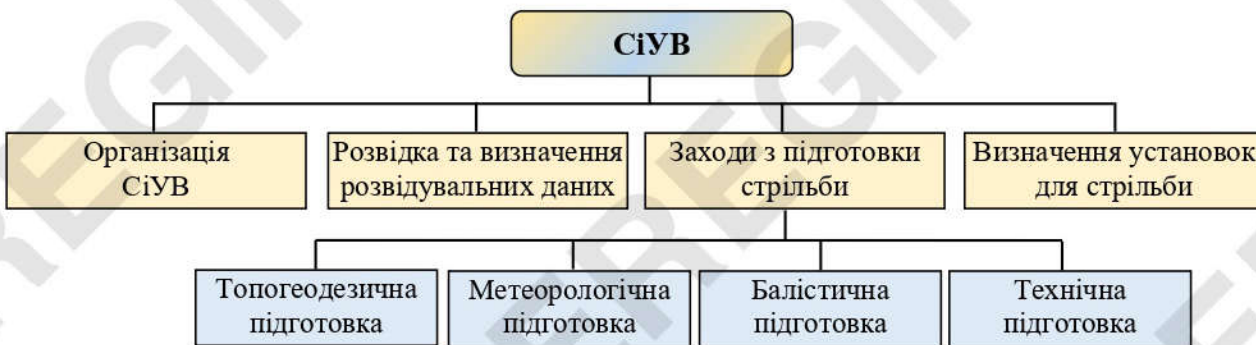 СіУВ
Організація
СіУВ
Розвідка та визначення
розвідувальних даних
Заходи з підготовки
стрільби
Визначення установок
для стрільби
Топогеодезична
підготовка
Метеорологічна
підготовка
Балістична
підготовка
Технічна
підготовка